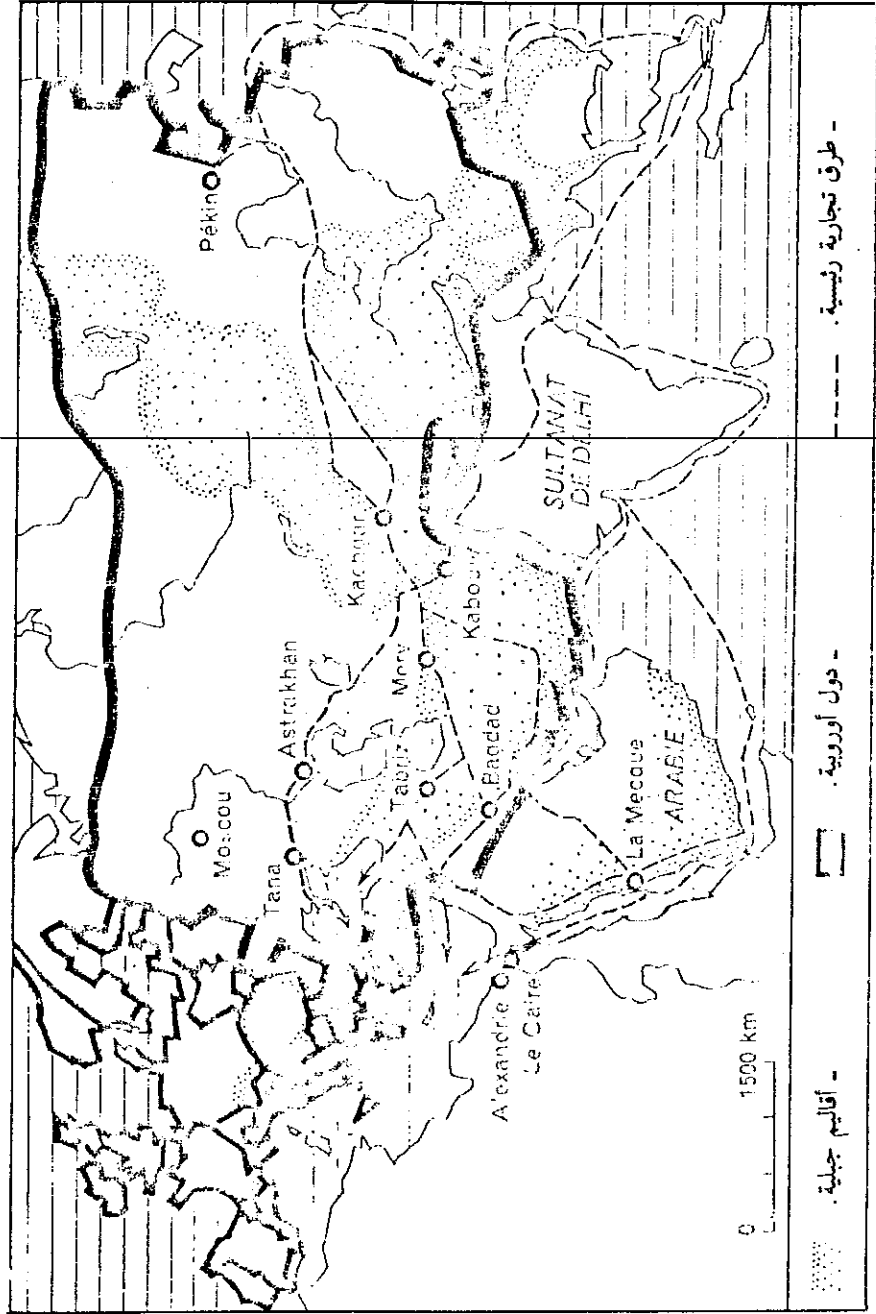 Pékin
Moscou
Astrakhan
Tana
Kachgar
Merv
Kaboul
Tabriz
Bagdad
SULTANAT
DE DELHI
La Mecque
ARABIE
Alexandrie
Le Caire
0 1500 km
- أقاليم جبلية .
- دول أوروبية .
- طرق تجارية رئيسية .